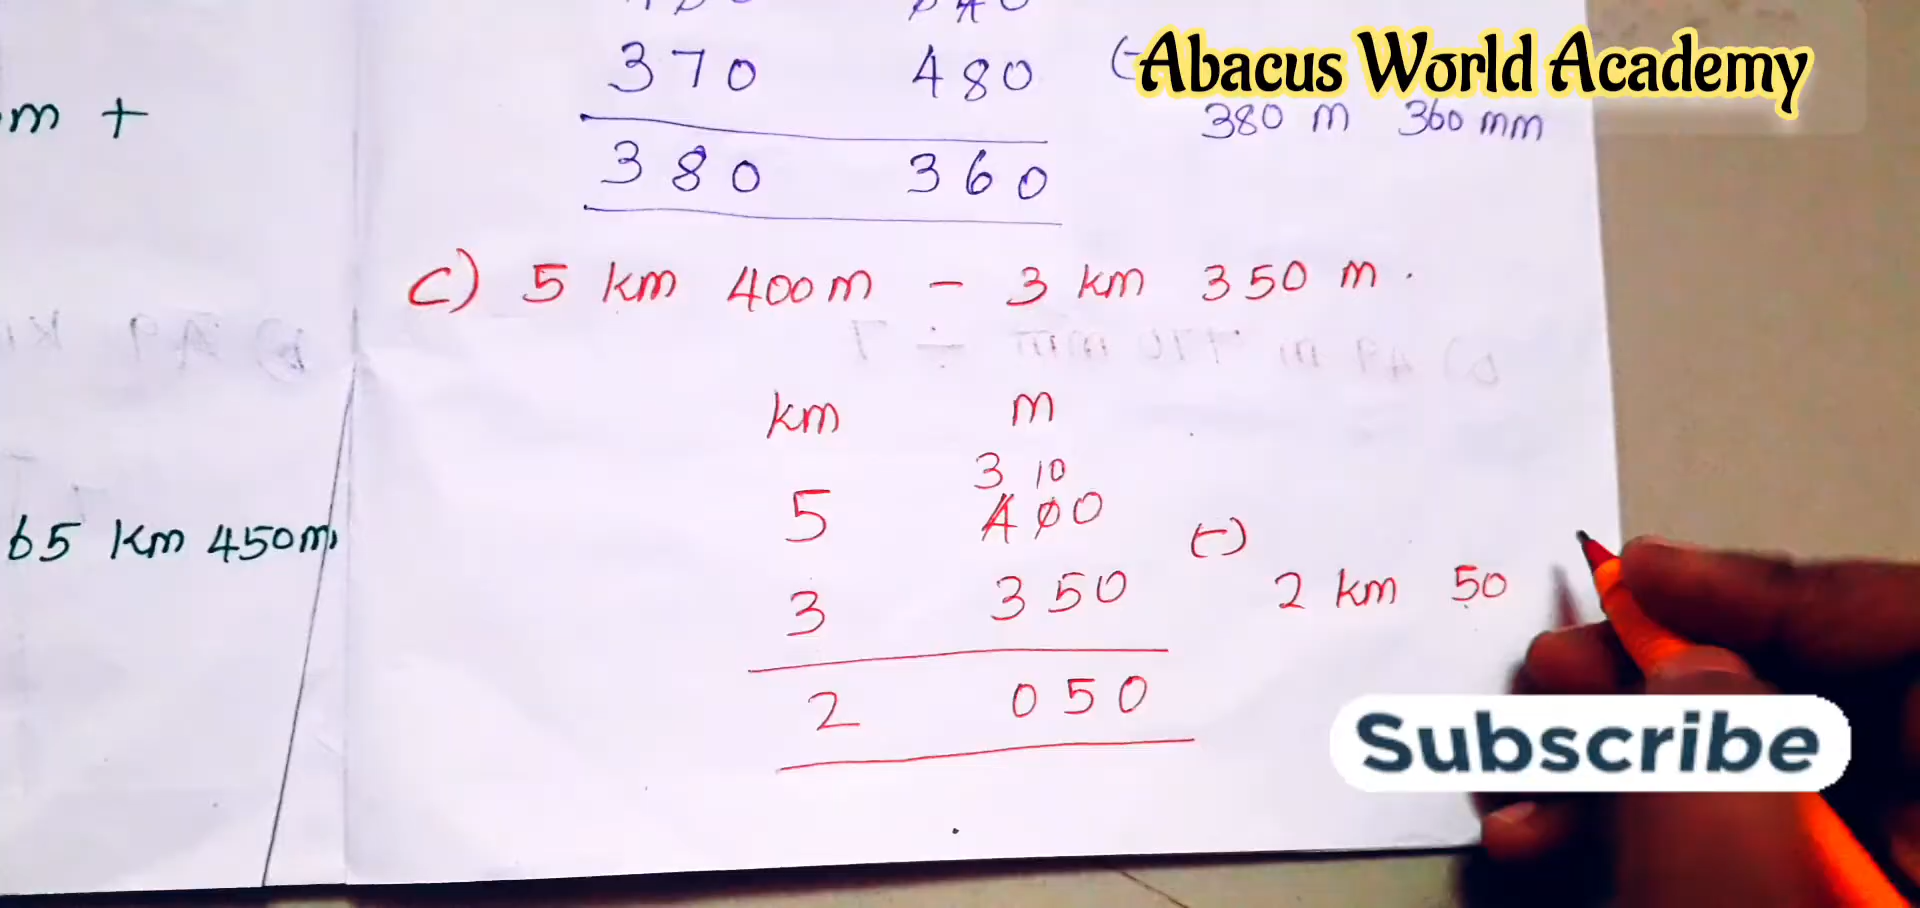 Abacus World Academy
370 480
380 m 360 mm
m +
380 360
C) 5 km 400m - 3 km 350 m.
km m
3 10
5 400
(-)
65 km 450m
3 350
2 km 50
2 050
Subscribe